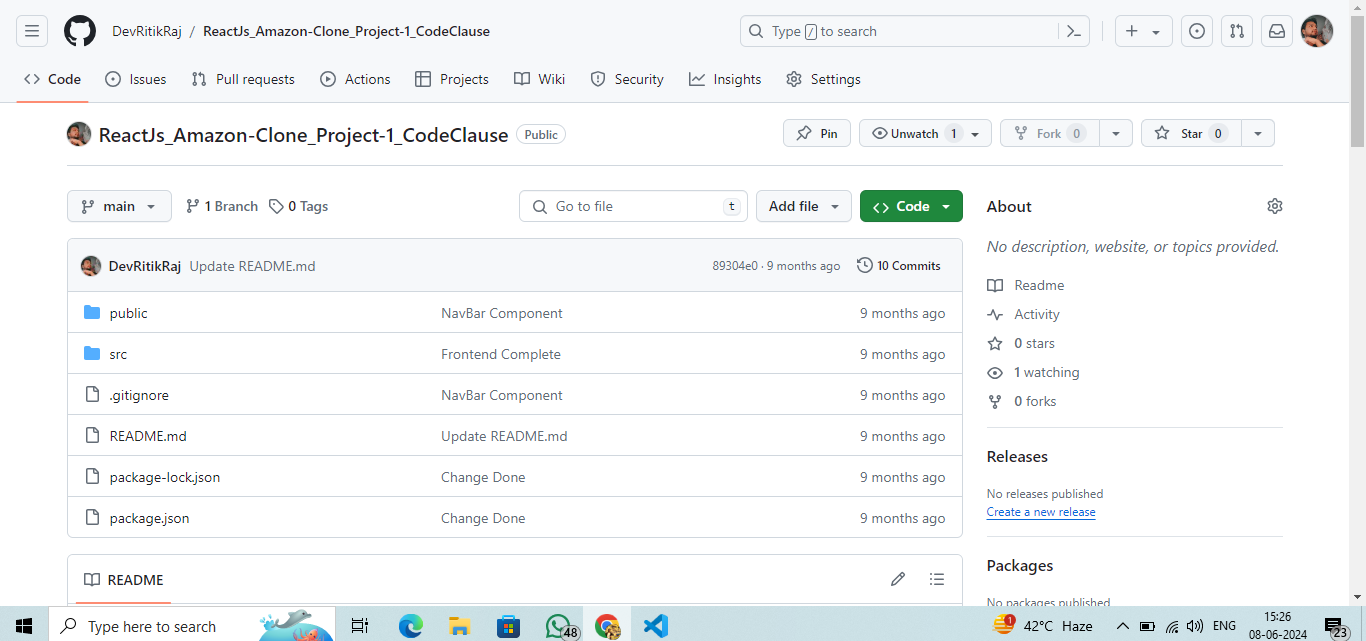 DevRitikRaj / ReactJs_Amazon-Clone_Project-1_CodeClause
Type / to search
Code Issues Pull requests Actions Projects Wiki Security Insights Settings
ReactJs_Amazon-Clone_Project-1_CodeClause Public
Pin Unwatch 1 Fork 0 Star 0
main 1 Branch 0 Tags Go to file t Add file Code
DevRitikRaj Update README.md 89304e0 · 9 months ago 10 Commits
public NavBar Component 9 months ago
src Frontend Complete 9 months ago
.gitignore NavBar Component 9 months ago
README.md Update README.md 9 months ago
package-lock.json Change Done 9 months ago
package.json Change Done 9 months ago
README
About
No description, website, or topics provided.
Readme
Activity
0 stars
1 watching
0 forks
Releases
No releases published
Create a new release
Packages
No packages published
Type here to search 48 1 42°C Haze ENG 15:26
08-06-2024 23